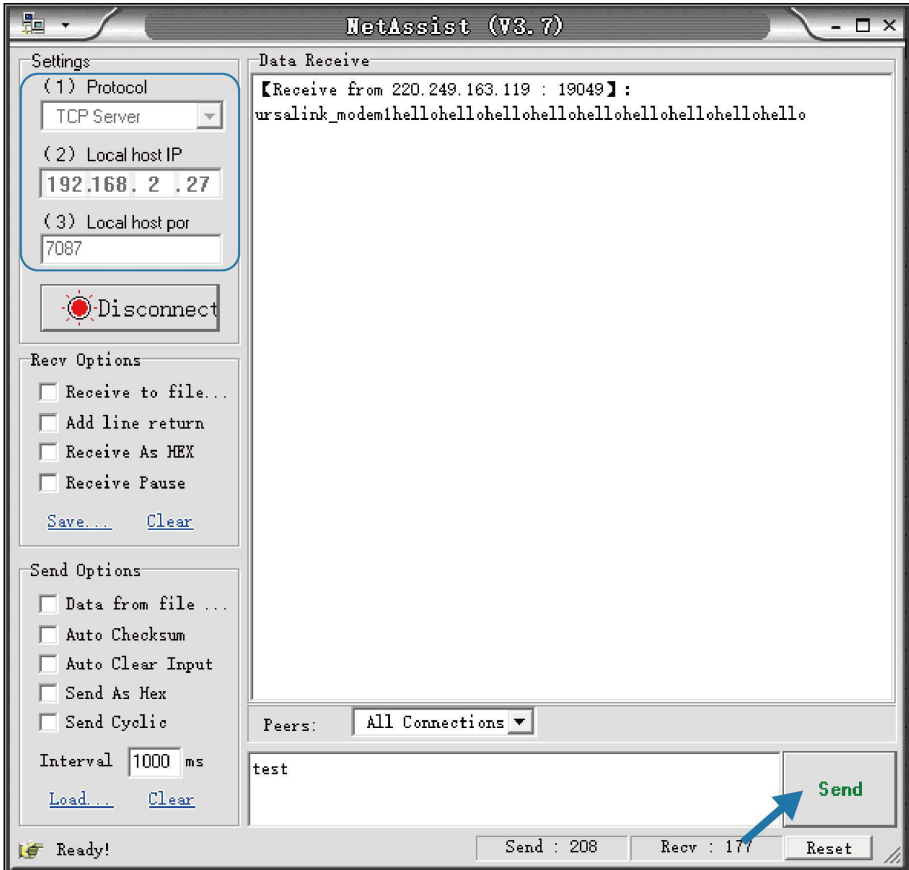 NetAssist (V3.7)
Settings
(1) Protocol
TCP Server
(2) Local host IP
192.168. 2 .27
(3) Local host por
7087
Disconnect
Recv Options
Receive to file...
Add line return
Receive As HEX
Receive Pause
Save... Clear
Send Options
Data from file ...
Auto Checksum
Auto Clear Input
Send As Hex
Send Cyclic
Interval 1000 ms
Load... Clear
Data Receive
【Receive from 220.249.163.119 : 19049】:
ursalink_modem1hellohellohellohellohellohellohellohellohello
Peers: All Connections
test
Send
Ready!
Send : 208
Recv : 177
Reset